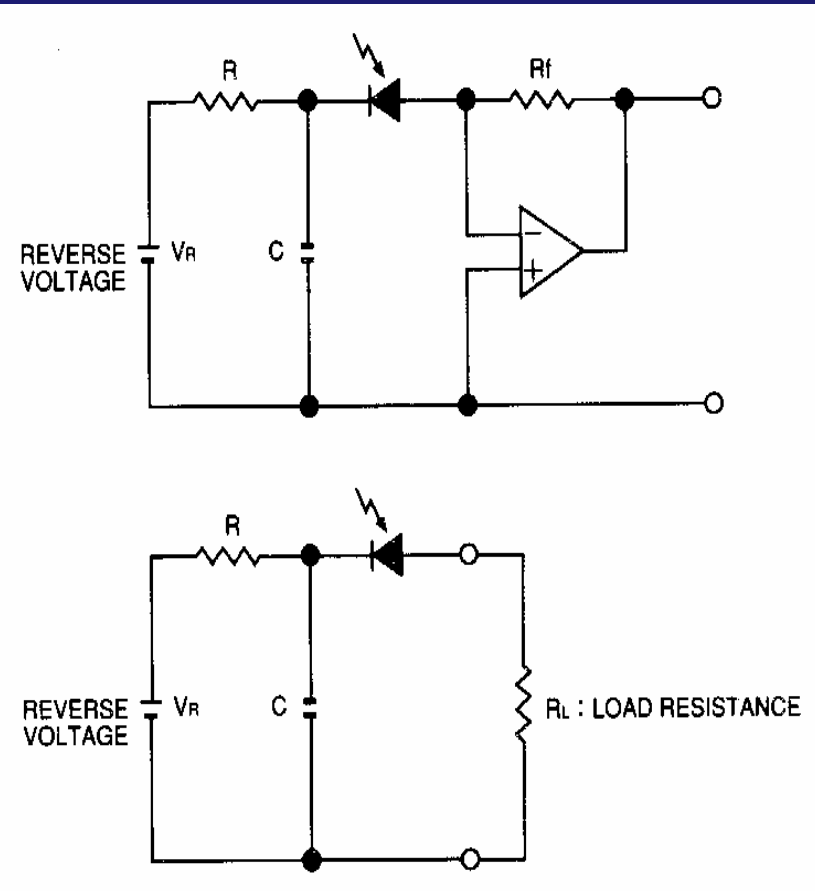 R
Rf
REVERSE
VOLTAGE
VR
C
−
+
R
REVERSE
VOLTAGE
VR
C
RL : LOAD RESISTANCE